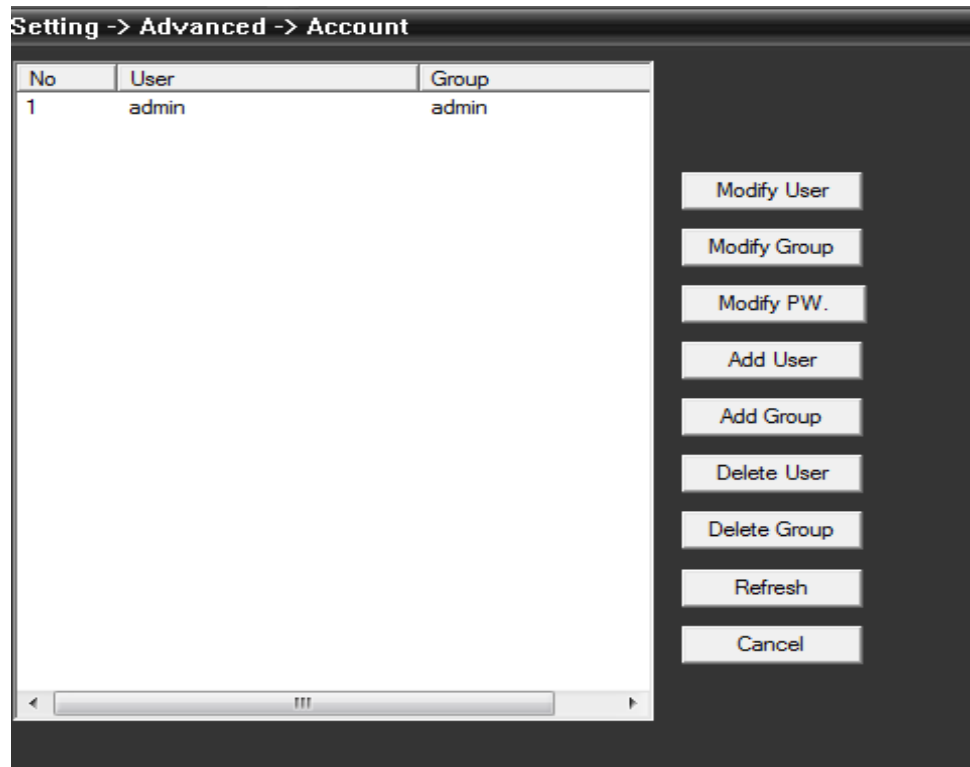 Setting -> Advanced -> Account
No User Group
1 admin admin
Modify User
Modify Group
Modify PW.
Add User
Add Group
Delete User
Delete Group
Refresh
Cancel